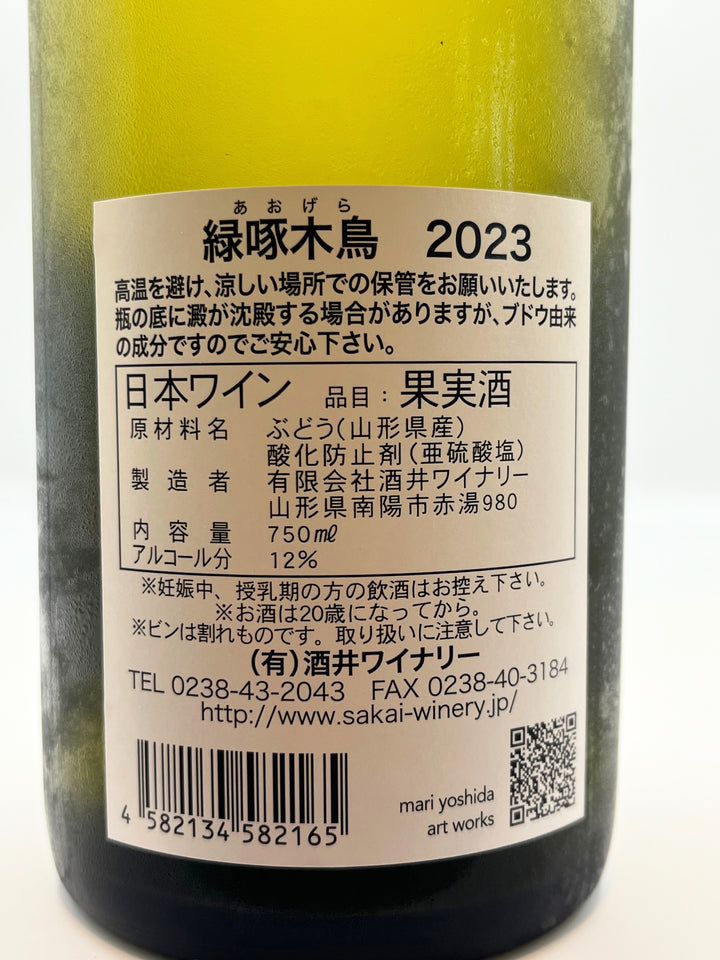 あおげら
緑啄木鳥 2023
高温を避け、涼しい場所での保管をお願いいたします。
瓶の底に澱が沈殿する場合がありますが、ブドウ由来
の成分ですのでご安心下さい。
日本ワイン 品目：果実酒
原材料名 ぶどう（山形県産）
酸化防止剤（亜硫酸塩）
製造者 有限会社酒井ワイナリー
山形県南陽市赤湯980
内容量 750㎖
アルコール分 12%
※妊娠中、授乳期の方の飲酒はお控え下さい。
※お酒は20歳になってから。
※ビンは割れものです。取り扱いに注意して下さい。
（有）酒井ワイナリー
TEL 0238-43-2043 FAX 0238-40-3184
http://www.sakai-winery.jp/
mari yoshida
art works
4 582134 582165